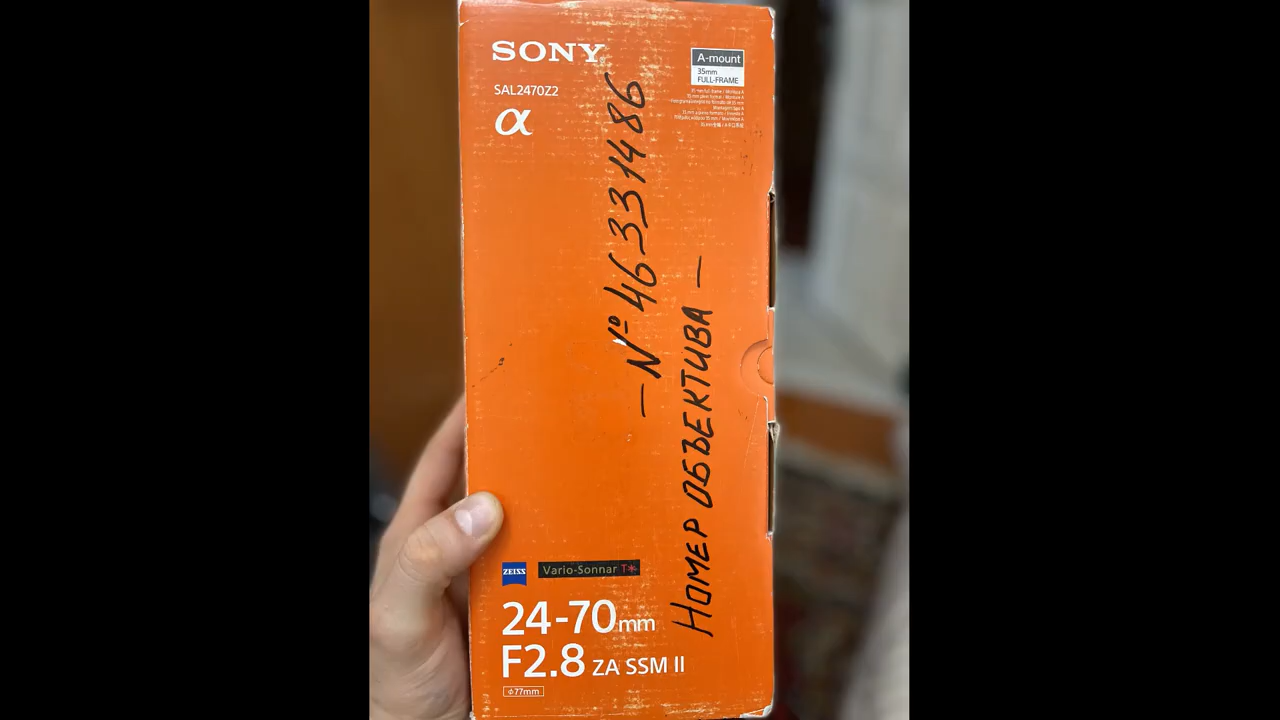 SONY
SAL2470Z2
α
A-mount
35mm
FULL-FRAME
— № 46331486
Номер объектива —
ZEISS
Vario-Sonnar T*
24-70mm
F2.8 ZA SSM II
ϕ77mm